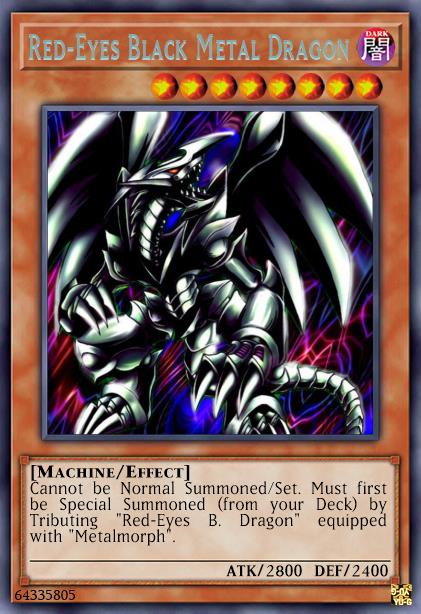 RED-EYES BLACK METAL DRAGON
DARK
闇
[MACHINE/EFFECT]
Cannot be Normal Summoned/Set. Must first
be Special Summoned (from your Deck) by
Tributing "Red-Eyes B. Dragon" equipped
with "Metalmorph".
ATK/2800 DEF/2400
64335805